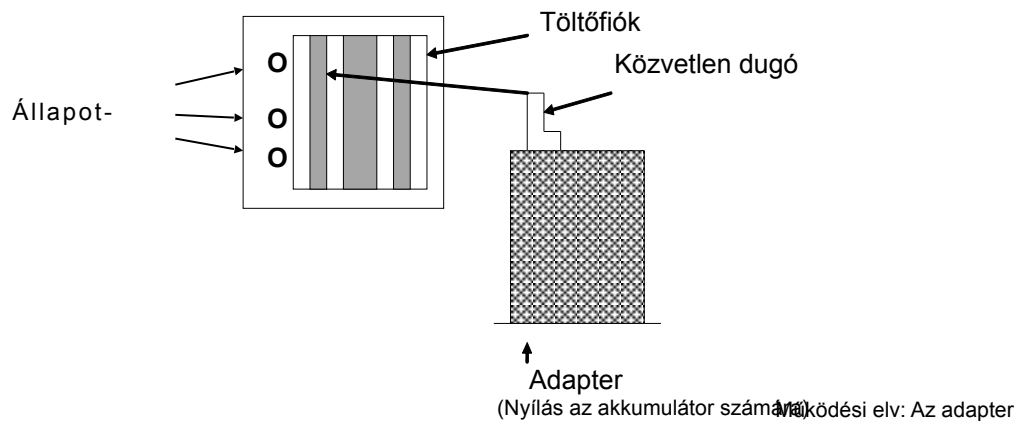 Töltőfiók
Közvetlen dugó
O
Állapot-
O
O
Adapter
(Nyílás az akkumulátor számára)
Működési elv: Az adapter